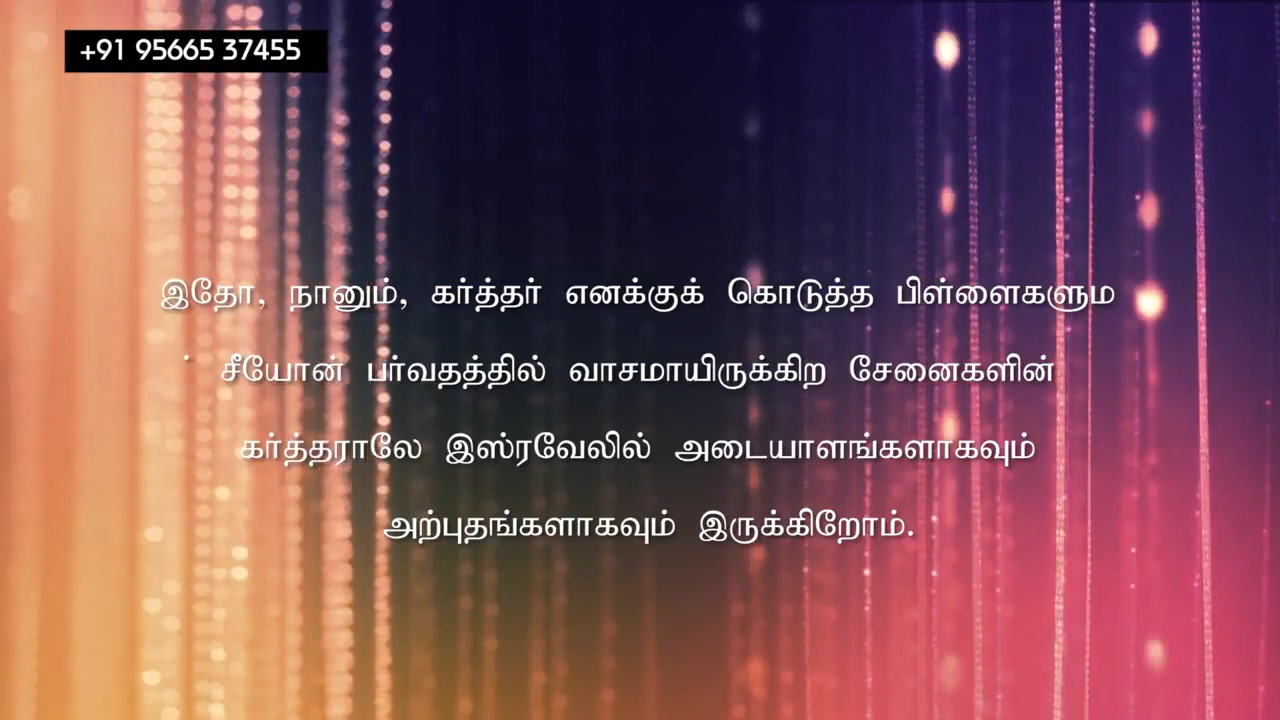 +91 95665 37455
இதோ, நானும், கர்த்தர் எனக்குக் கொடுத்த பிள்ளைகளும
் சீயோன் பர்வதத்தில் வாசமாயிருக்கிற சேனைகளின்
கர்த்தராலே இஸ்ரவேலில் அடையாளங்களாகவும்
அற்புதங்களாகவும் இருக்கிறோம்.